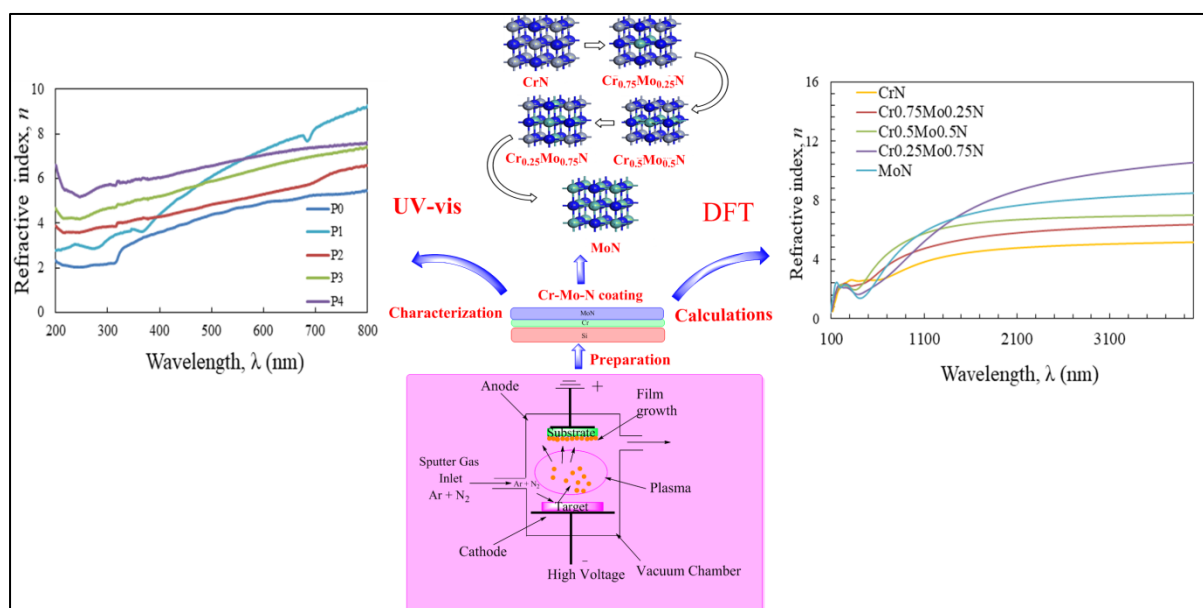 CrN
Cr0.75Mo0.25N
Cr0.25Mo0.75N
Cr0.5Mo0.5N
MoN
Refractive index, n
10
8
6
4
2
0
200 300 400 500 600 700 800
Wavelength, λ (nm)
P0
P1
P2
P3
P4
UV-vis
Characterization
DFT
Calculations
Refractive index, n
16
12
8
4
0
100 1100 2100 3100
Wavelength, λ (nm)
CrN
Cr0.75Mo0.25N
Cr0.5Mo0.5N
Cr0.25Mo0.75N
MoN
Cr-Mo-N coating
MoN
Cr
Si
Preparation
Anode
+
Film
growth
Substrate
Sputter Gas
Inlet
Ar + N2
Ar + N2
Plasma
Target
Cathode
-
High Voltage
Vacuum Chamber